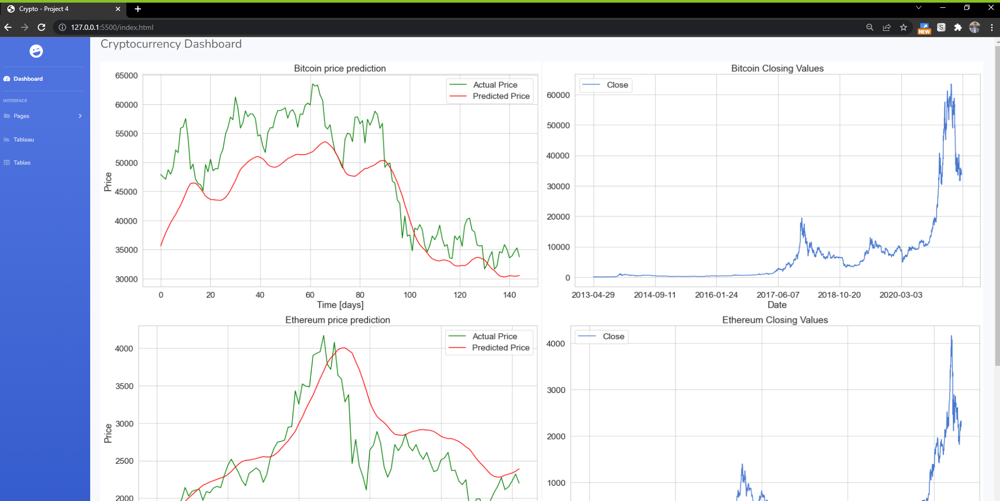 Crypto - Project 4
127.0.0.1:5500/index.html
NEW
S
Cryptocurrency Dashboard
Dashboard
INTERFACE
Pages
Tableau
Tables
Bitcoin price prediction
Actual Price
Predicted Price
65000
60000
55000
50000
45000
40000
35000
30000
Price
0 20 40 60 80 100 120 140
Time [days]
Bitcoin Closing Values
Close
60000
50000
40000
30000
20000
10000
0
2013-04-29 2014-09-11 2016-01-24 2017-06-07 2018-10-20 2020-03-03
Date
Ethereum price prediction
Actual Price
Predicted Price
4000
3500
3000
2500
2000
Price
Ethereum Closing Values
Close
4000
3000
2000
1000